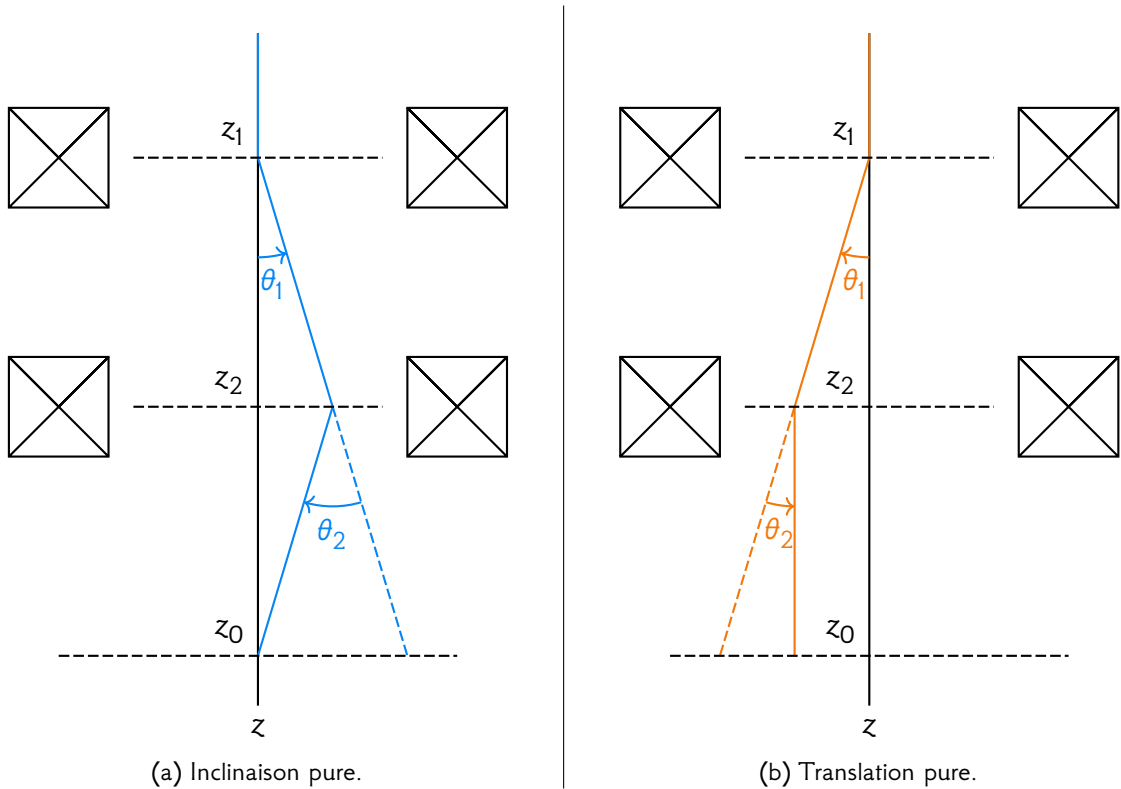 z₁
θ₁
z₂
θ₂
z₀
z
(a) Inclinaison pure.
z₁
θ₁
z₂
θ₂
z₀
z
(b) Translation pure.